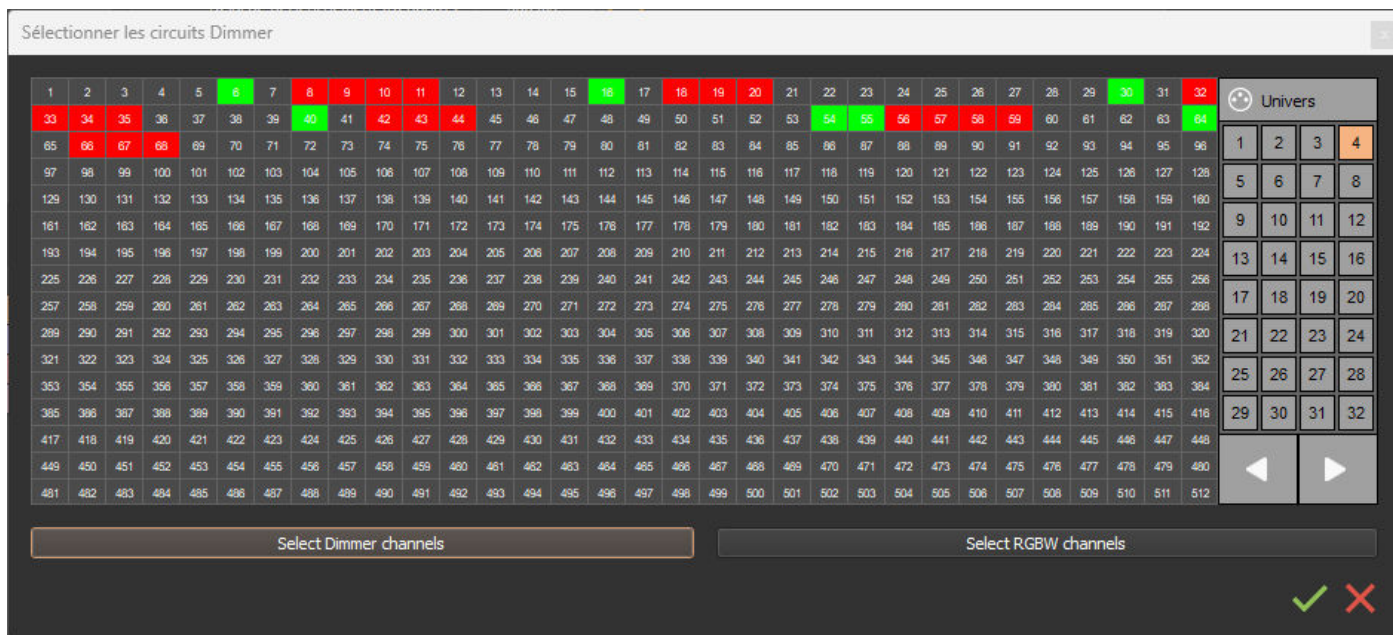 Sélectionner les circuits Dimmer
x
1 2 3 4 5 6 7 8 9 10 11 12 13 14 15 16 17 18 19 20 21 22 23 24 25 26 27 28 29 30 31 32
Univers
33 34 35 36 37 38 39 40 41 42 43 44 45 46 47 48 49 50 51 52 53 54 55 56 57 58 59 60 61 62 63 64
65 66 67 68 69 70 71 72 73 74 75 76 77 78 79 80 81 82 83 84 85 86 87 88 89 90 91 92 93 94 95 96
1 2 3 4
97 98 99 100 101 102 103 104 105 106 107 108 109 110 111 112 113 114 115 116 117 118 119 120 121 122 123 124 125 126 127 128
5 6 7 8
129 130 131 132 133 134 135 136 137 138 139 140 141 142 143 144 145 146 147 148 149 150 151 152 153 154 155 156 157 158 159 160
161 162 163 164 165 166 167 168 169 170 171 172 173 174 175 176 177 178 179 180 181 182 183 184 185 186 187 188 189 190 191 192
9 10 11 12
193 194 195 196 197 198 199 200 201 202 203 204 205 206 207 208 209 210 211 212 213 214 215 216 217 218 219 220 221 222 223 224
13 14 15 16
225 226 227 228 229 230 231 232 233 234 235 236 237 238 239 240 241 242 243 244 245 246 247 248 249 250 251 252 253 254 255 256
257 258 259 260 261 262 263 264 265 266 267 268 269 270 271 272 273 274 275 276 277 278 279 280 281 282 283 284 285 286 287 288
17 18 19 20
289 290 291 292 293 294 295 296 297 298 299 300 301 302 303 304 305 306 307 308 309 310 311 312 313 314 315 316 317 318 319 320
21 22 23 24
321 322 323 324 325 326 327 328 329 330 331 332 333 334 335 336 337 338 339 340 341 342 343 344 345 346 347 348 349 350 351 352
353 354 355 356 357 358 359 360 361 362 363 364 365 366 367 368 369 370 371 372 373 374 375 376 377 378 379 380 381 382 383 384
25 26 27 28
385 386 387 388 389 390 391 392 393 394 395 396 397 398 399 400 401 402 403 404 405 406 407 408 409 410 411 412 413 414 415 416
29 30 31 32
417 418 419 420 421 422 423 424 425 426 427 428 429 430 431 432 433 434 435 436 437 438 439 440 441 442 443 444 445 446 447 448
449 450 451 452 453 454 455 456 457 458 459 460 461 462 463 464 465 466 467 468 469 470 471 472 473 474 475 476 477 478 479 480
481 482 483 484 485 486 487 488 489 490 491 492 493 494 495 496 497 498 499 500 501 502 503 504 505 506 507 508 509 510 511 512
Select Dimmer channels
Select RGBW channels